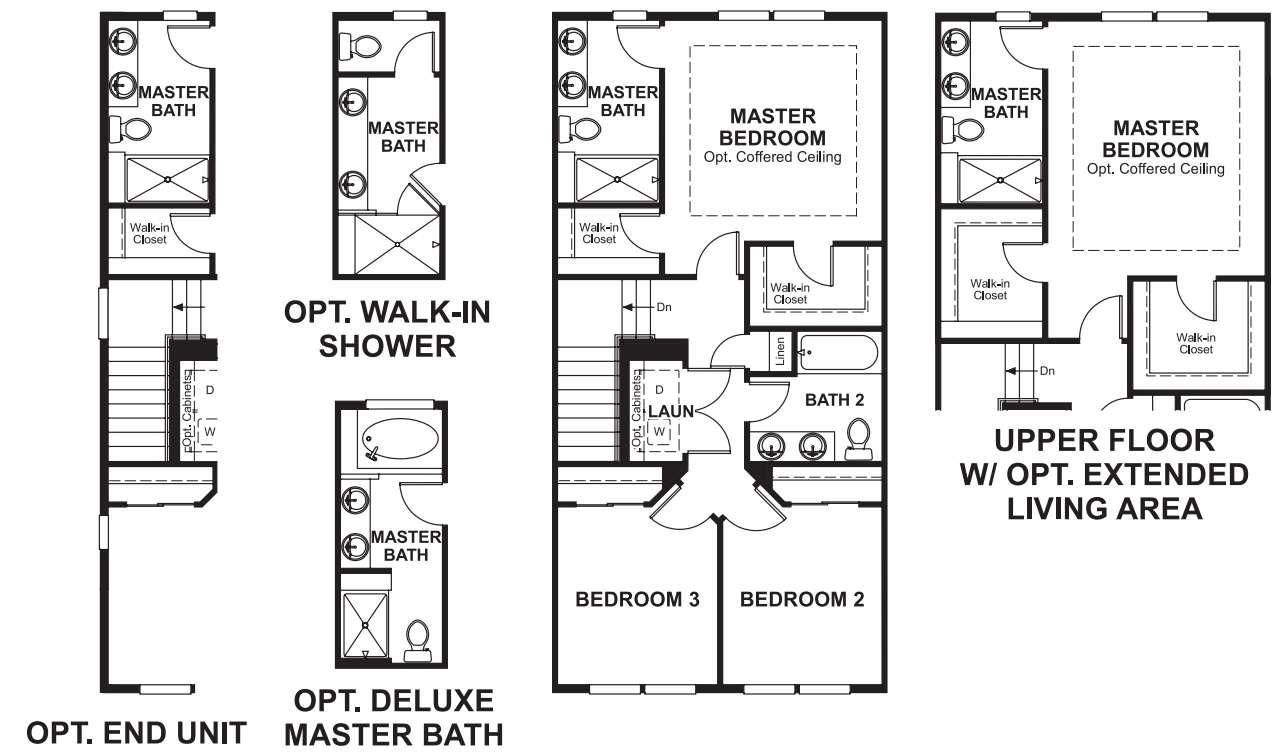 MASTER
BATH
Walk-in
Closet
Opt. Cabinets
D
W
OPT. END UNIT
MASTER
BATH
OPT. WALK-IN
SHOWER
MASTER
BATH
OPT. DELUXE
MASTER BATH
MASTER
BATH
MASTER
BEDROOM
Opt. Coffered Ceiling
Walk-in
Closet
Walk-in
Closet
Dn
Linen
Opt. Cabinets
D
LAUN
W
BATH 2
BEDROOM 3
BEDROOM 2
MASTER
BATH
MASTER
BEDROOM
Opt. Coffered Ceiling
Walk-in
Closet
Walk-in
Closet
Dn
UPPER FLOOR
W/ OPT. EXTENDED
LIVING AREA